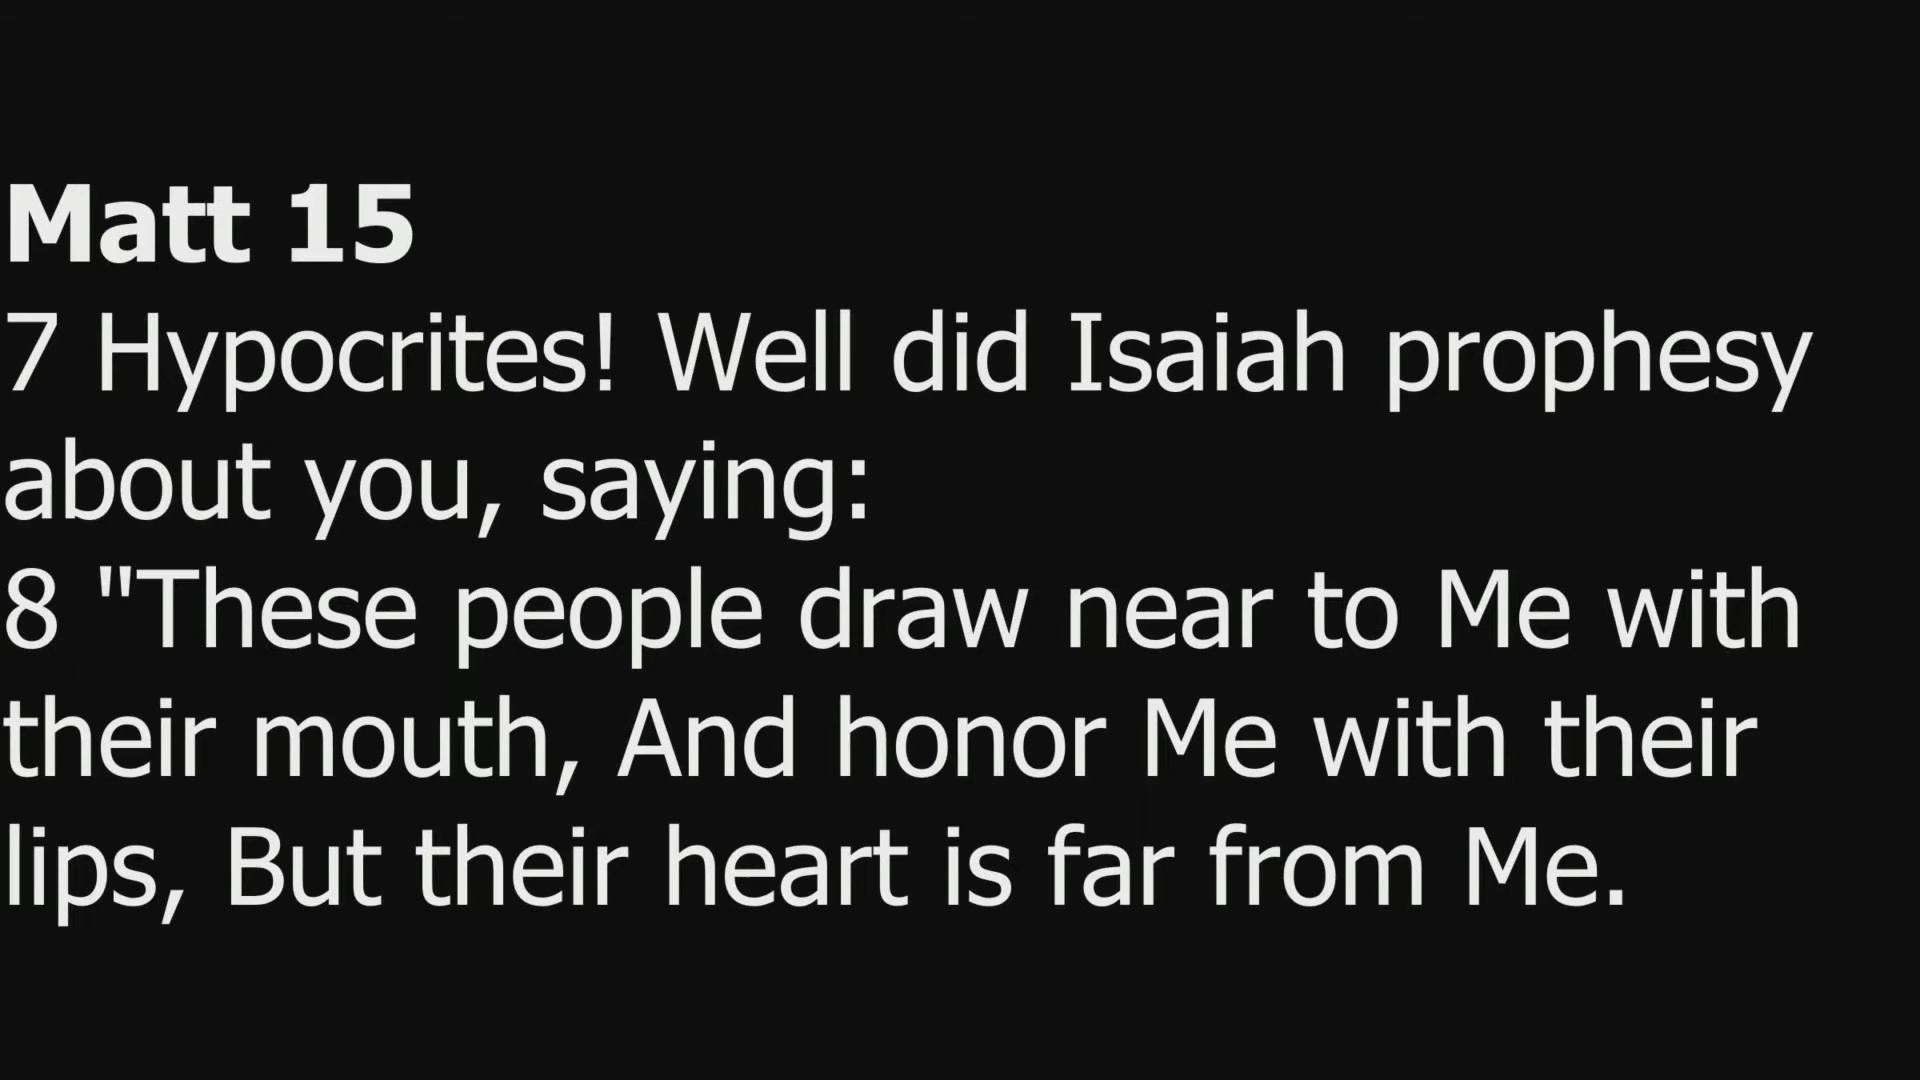 Matt 15
7 Hypocrites! Well did Isaiah prophesy
about you, saying:
8 "These people draw near to Me with
their mouth, And honor Me with their
lips, But their heart is far from Me.